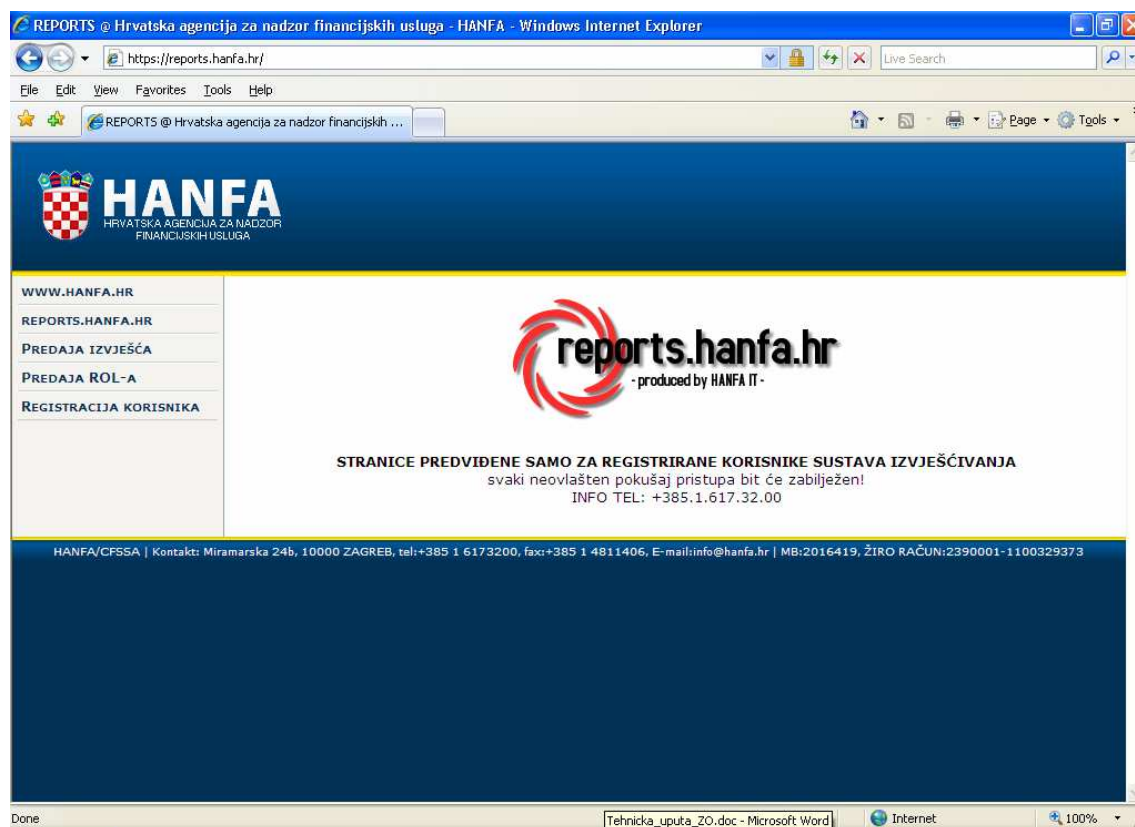 REPORTS @ Hrvatska agencija za nadzor financijskih usluga - HANFA - Windows Internet Explorer
https://reports.hanfa.hr/
Live Search
File Edit View Favorites Tools Help
REPORTS @ Hrvatska agencija za nadzor financijskih ...
Page Tools
HANFA
HRVATSKA AGENCIJA ZA NADZOR
FINANCIJSKIH USLUGA
WWW.HANFA.HR
REPORTS.HANFA.HR
PREDAJA IZVJEŠĆA
PREDAJA ROL-A
REGISTRACIJA KORISNIKA
reports.hanfa.hr
- produced by HANFA IT -
STRANICE PREDVIĐENE SAMO ZA REGISTRIRANE KORISNIKE SUSTAVA IZVJEŠĆIVANJA
svaki neovlašten pokušaj pristupa bit će zabilježen!
INFO TEL: +385.1.617.32.00
HANFA/CFSSA | Kontakt: Miramarska 24b, 10000 ZAGREB, tel:+385 1 6173200, fax:+385 1 4811406, E-mail:info@hanfa.hr | MB:2016419, ŽIRO RAČUN:2390001-1100329373
Done
Tehnicka_uputa_ZO.doc - Microsoft Word
Internet
100%